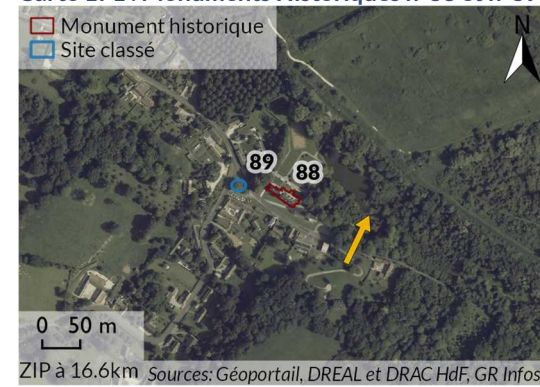 Monument historique
Site classé
N
89
88
0 50 m
ZIP à 16.6km
Sources: Géoportail, DREAL et DRAC HdF, GR Infos